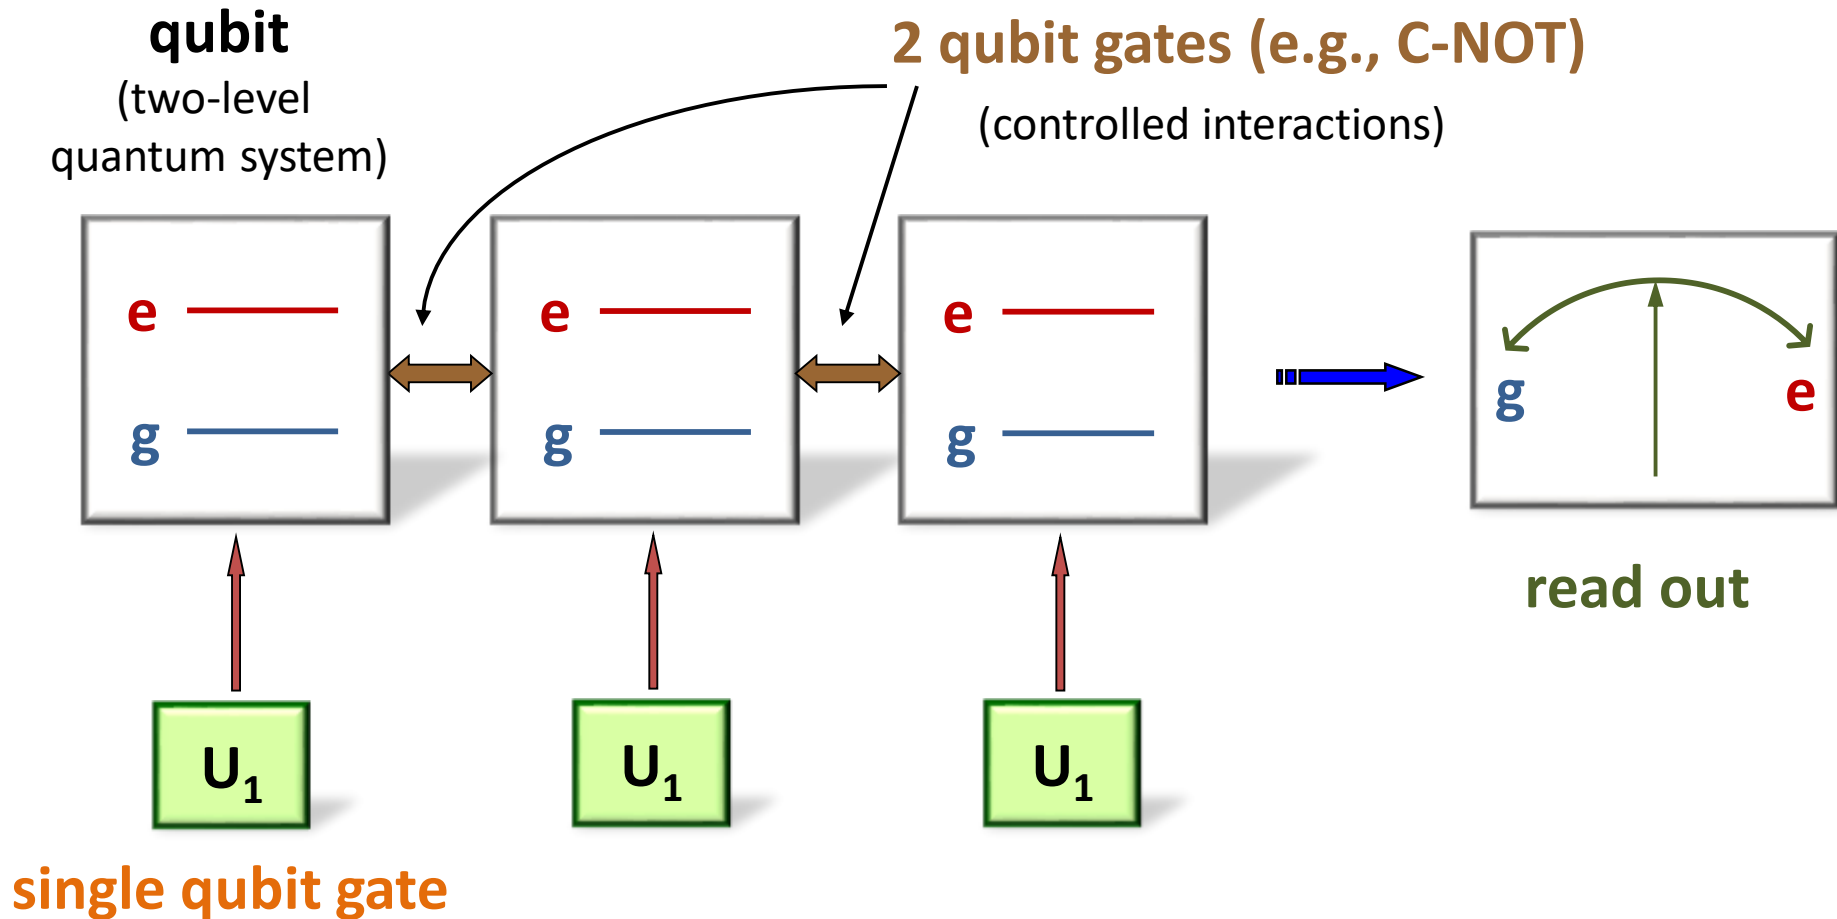 qubit
(two-level
quantum system)
2 qubit gates (e.g., C-NOT)
(controlled interactions)
e
g
e
g
e
g
g
e
read out
U₁
U₁
U₁
single qubit gate